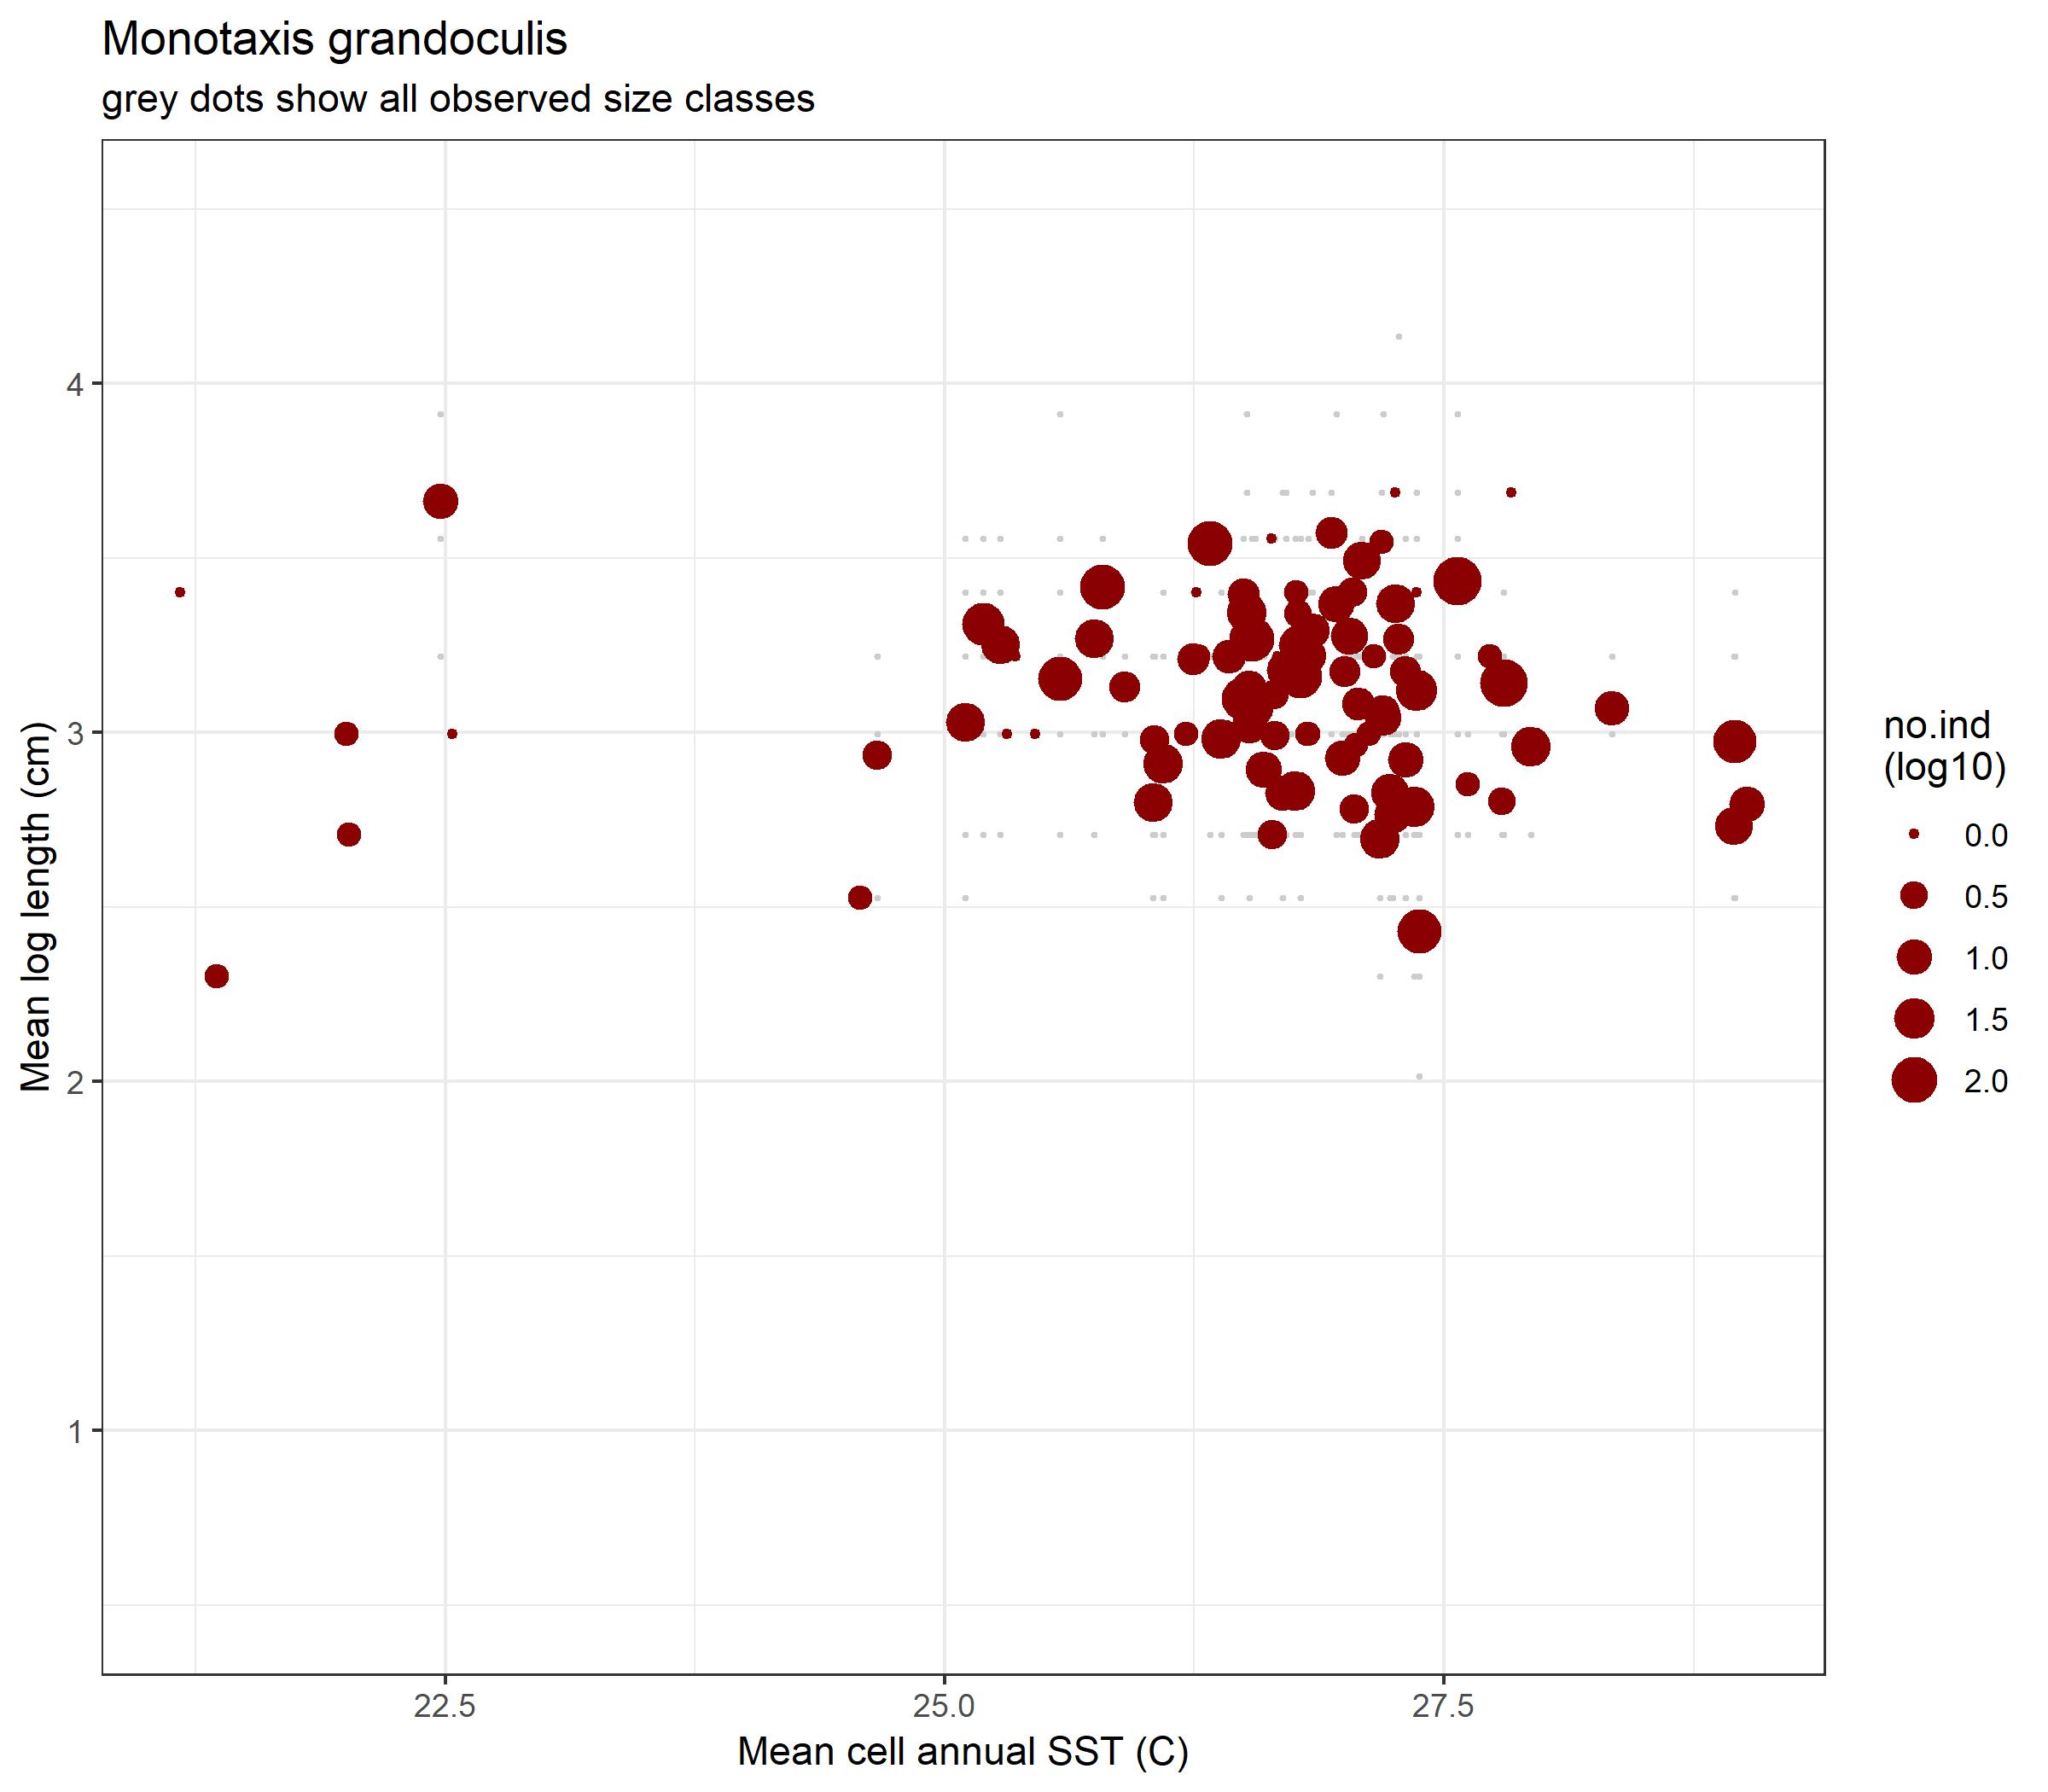 Monotaxis grandoculis
grey dots show all observed size classes
Mean log length (cm)
4
3
2
1
22.5
25.0
27.5
Mean cell annual SST (C)
no.ind
(log10)
0.0
0.5
1.0
1.5
2.0